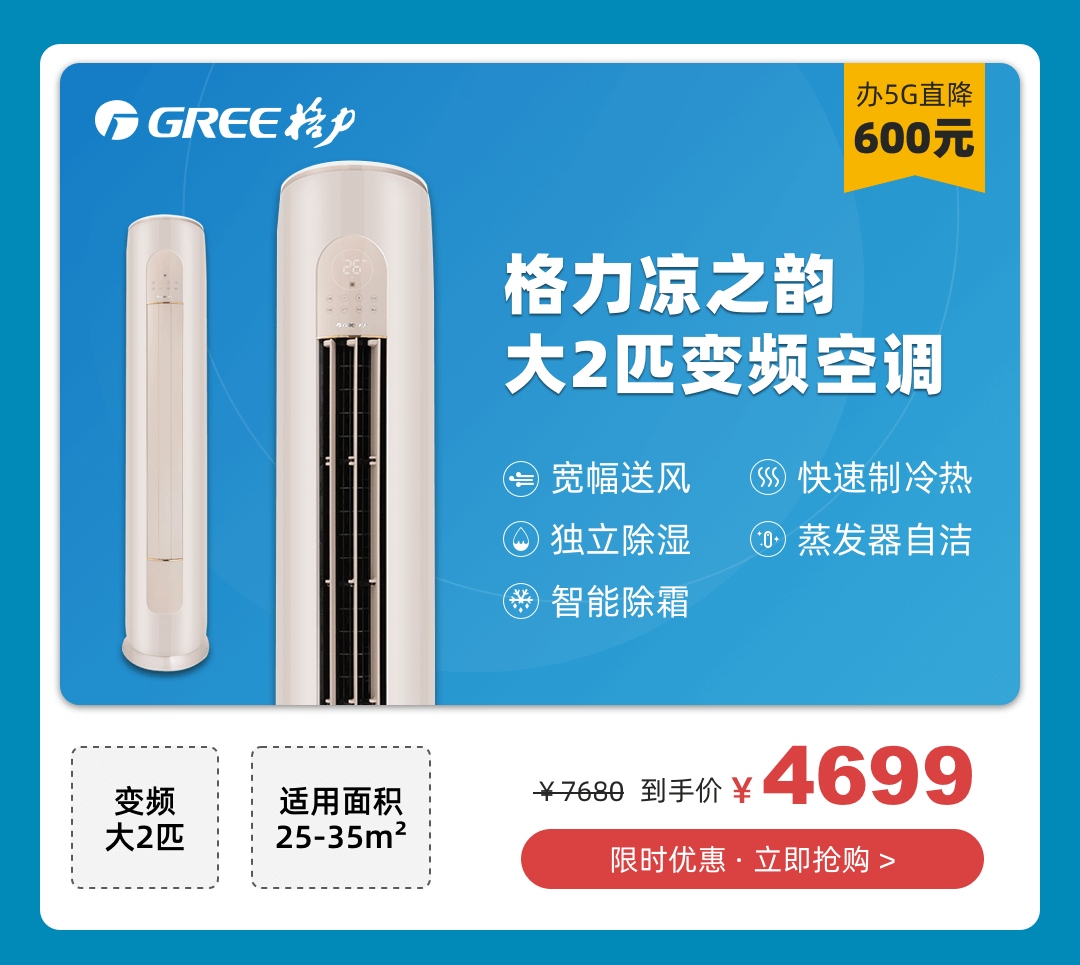 GREE格力
办5G直降
600元
26
格力凉之韵
大2匹变频空调
宽幅送风
快速制冷热
独立除湿
蒸发器自洁
智能除霜
变频
大2匹
适用面积
25-35m²
¥7680 到手价 ¥4699
限时优惠 · 立即抢购 >